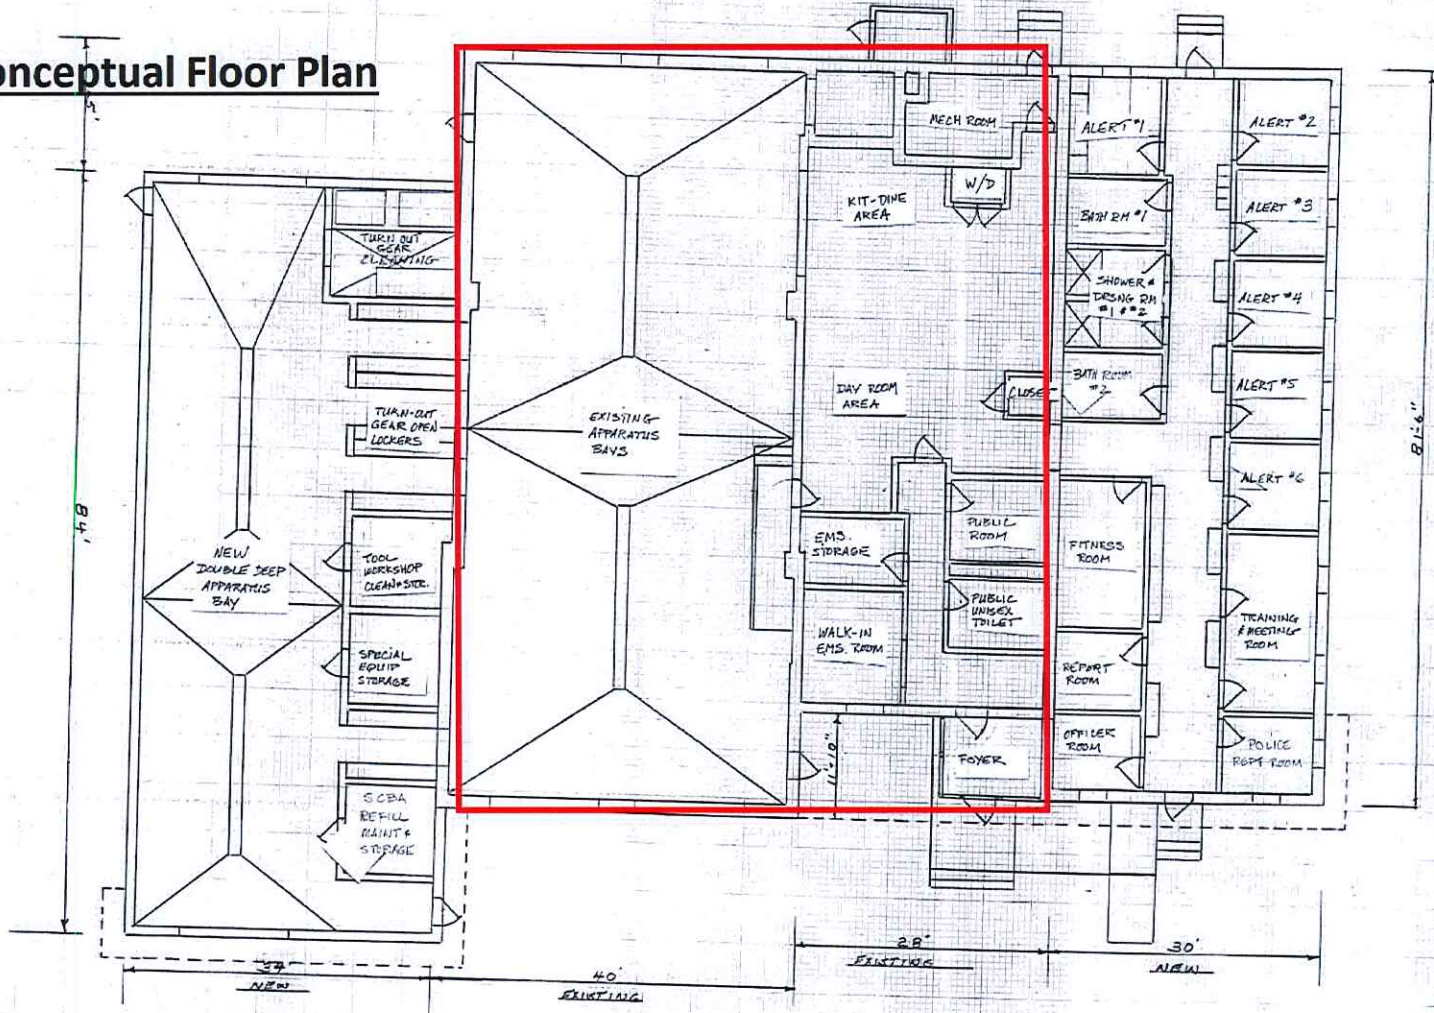 onceptual Floor Plan
MECH ROOM
ALERT #1
ALERT #2
W/D
KIT-DINE
AREA
BATH RM #1
ALERT #3
TURN OUT
GEAR
CLEANING
SHOWER &
DRSNG RM
#1 & #2
ALERT #4
DAY ROOM
AREA
CLOSET
BATH ROOM
#2
ALERT #5
TURN-OUT
GEAR OPEN
LOCKERS
EXISTING
APPARATUS
BAYS
81'-6"
ALERT #6
84'
NEW
DOUBLE DEEP
APPARATUS
BAY
TOOL
WORKSHOP
CLEAN & STOR.
EMS.
STORAGE
PUBLIC
ROOM
FITNESS
ROOM
PUBLIC
UNISEX
TOILET
TRAINING
& MEETING
ROOM
SPECIAL
EQUIP
STORAGE
WALK-IN
EMS. ROOM
REPORT
ROOM
OFFICER
ROOM
POLICE
REPT ROOM
11'-10"
FOYER
SCBA
REFILL
MAINT &
STORAGE
34'
NEW
40'
EXISTING
28'
EXISTING
30'
NEW